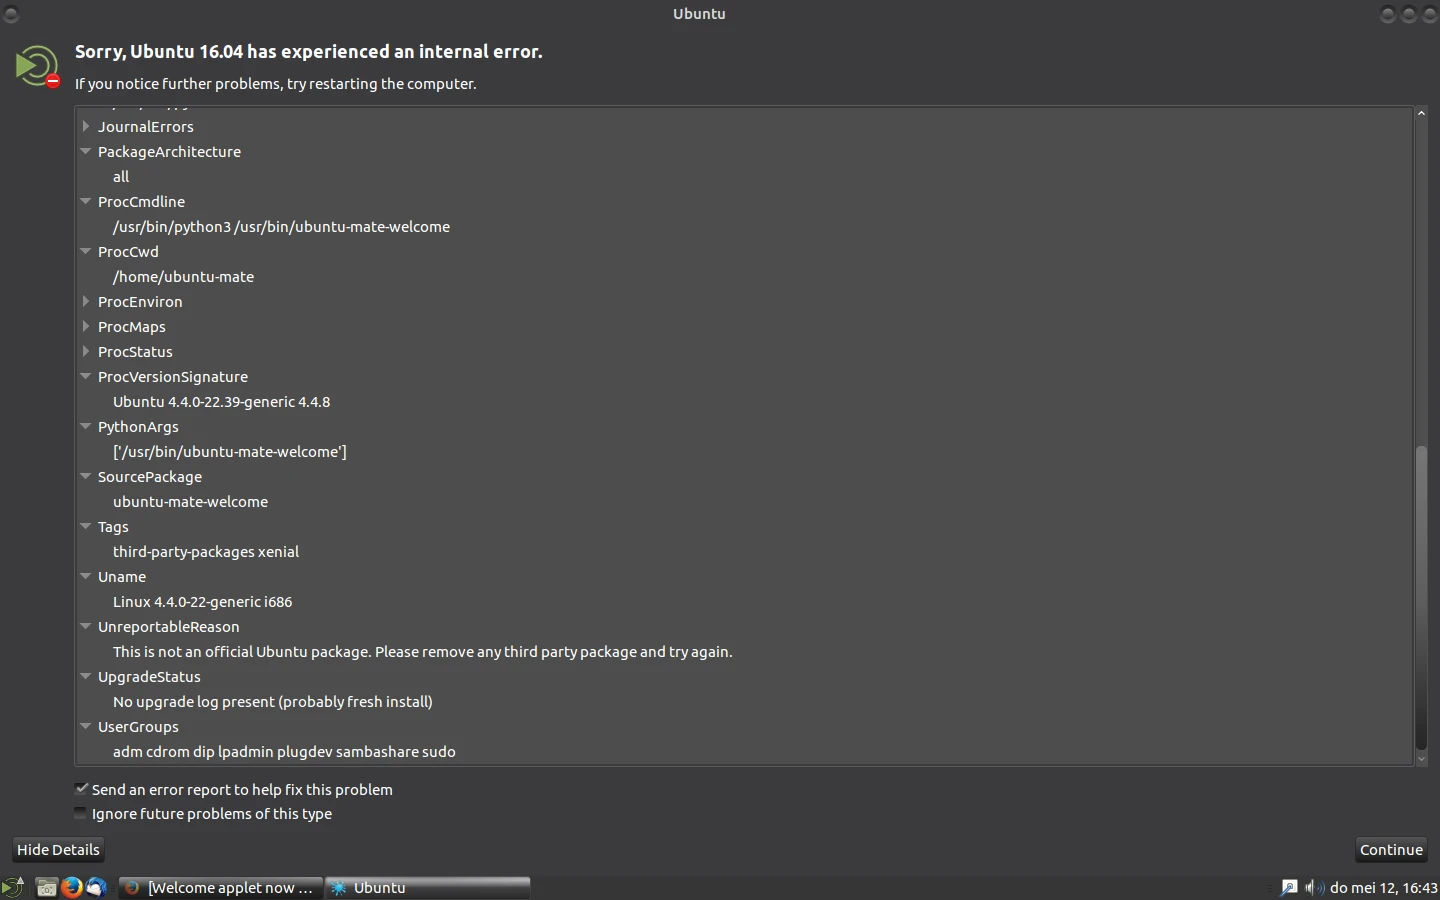 Ubuntu
Sorry, Ubuntu 16.04 has experienced an internal error.
If you notice further problems, try restarting the computer.
JournalErrors
PackageArchitecture
all
ProcCmdline
/usr/bin/python3 /usr/bin/ubuntu-mate-welcome
ProcCwd
/home/ubuntu-mate
ProcEnviron
ProcMaps
ProcStatus
ProcVersionSignature
Ubuntu 4.4.0-22.39-generic 4.4.8
PythonArgs
['/usr/bin/ubuntu-mate-welcome']
SourcePackage
ubuntu-mate-welcome
Tags
third-party-packages xenial
Uname
Linux 4.4.0-22-generic i686
UnreportableReason
This is not an official Ubuntu package. Please remove any third party package and try again.
UpgradeStatus
No upgrade log present (probably fresh install)
UserGroups
adm cdrom dip lpadmin plugdev sambashare sudo
Send an error report to help fix this problem
Ignore future problems of this type
Hide Details
Continue
[Welcome applet now ...
Ubuntu
do mei 12, 16:43